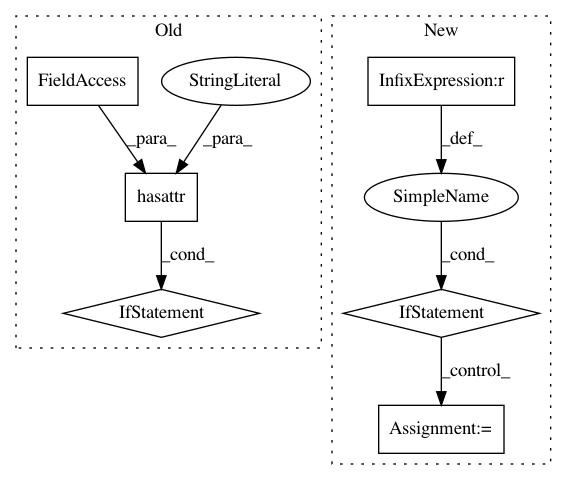 Old
FieldAccess
StringLiteral
_para_
_para_
hasattr
_cond_
IfStatement
New
InfixExpression:r
_def_
SimpleName
_cond_
IfStatement
_control_
Assignment:=